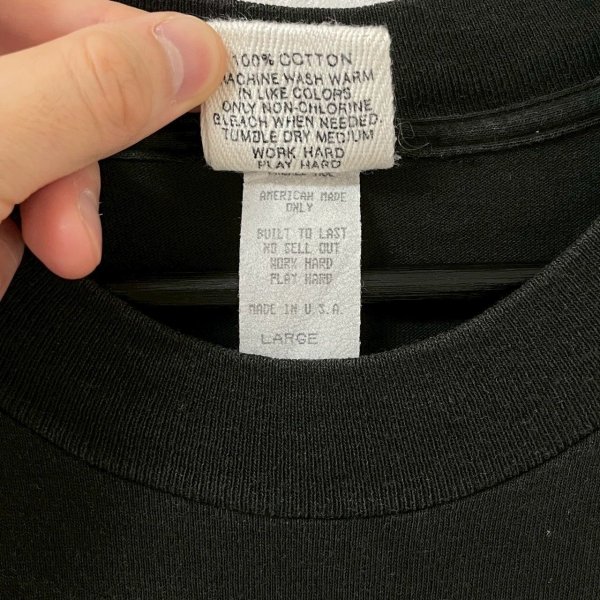 100% COTTON
MACHINE WASH WARM
IN LIKE COLORS
ONLY NON-CHLORINE
BLEACH WHEN NEEDED.
TUMBLE DRY MEDIUM
WORK HARD
PLAY HARD
AMERICAN MADE
ONLY
BUILT TO LAST
NO SELL OUT
WORK HARD
PLAY HARD
MADE IN U.S.A.
LARGE